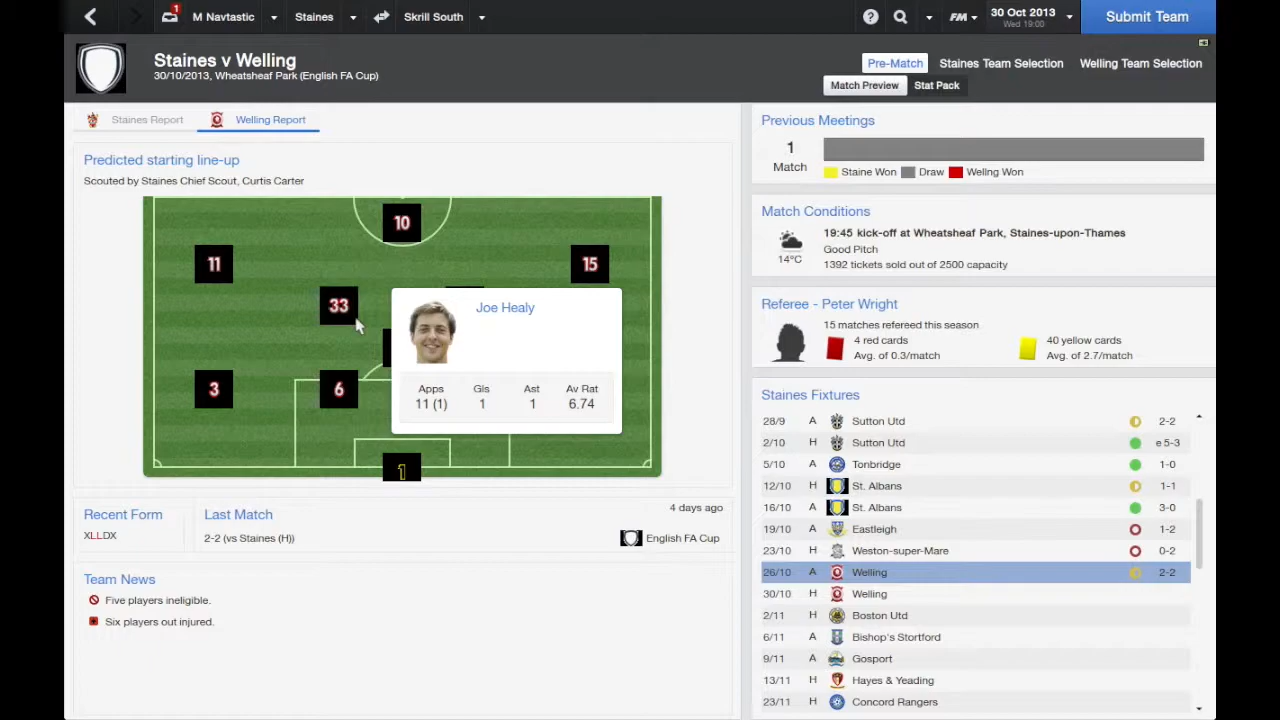 1
M Navtastic
Staines
Skrill South
FM
30 Oct 2013
Wed 19:00
Submit Team
Staines v Welling
30/10/2013, Wheatsheaf Park (English FA Cup)
Pre-Match
Staines Team Selection
Welling Team Selection
Match Preview
Stat Pack
Staines Report
Welling Report
Predicted starting line-up
Scouted by Staines Chief Scout, Curtis Carter
10
11
15
33
3
6
1
Joe Healy
Apps Gls Ast Av Rat
11 (1) 1 1 6.74
Recent Form
XLLDX
Last Match
4 days ago
2-2 (vs Staines (H))
English FA Cup
Team News
Five players ineligible.
Six players out injured.
Previous Meetings
1
Match
Staine Won Draw Wellng Won
Match Conditions
19:45 kick-off at Wheatsheaf Park, Staines-upon-Thames
Good Pitch
14°C
1392 tickets sold out of 2500 capacity
Referee - Peter Wright
15 matches refereed this season
4 red cards
Avg. of 0.3/match
40 yellow cards
Avg. of 2.7/match
Staines Fixtures
28/9 A Sutton Utd 2-2
2/10 H Sutton Utd e 5-3
5/10 A Tonbridge 1-0
12/10 H St. Albans 1-1
16/10 A St. Albans 3-0
19/10 A Eastleigh 1-2
23/10 H Weston-super-Mare 0-2
26/10 A Welling 2-2
30/10 H Welling
2/11 H Boston Utd
6/11 A Bishop's Stortford
9/11 A Gosport
13/11 H Hayes & Yeading
23/11 H Concord Rangers